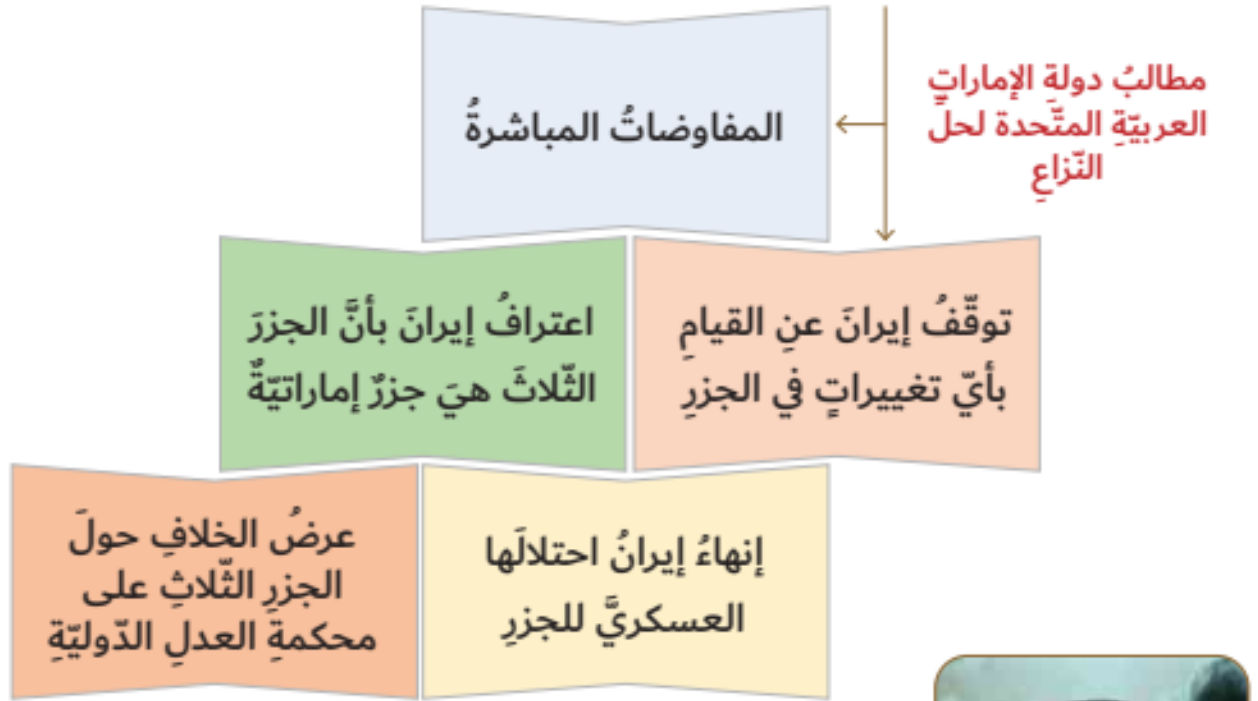 مطالبُ دولةِ الإماراتِ
العربيّةِ المتّحدة لحلِّ
النّزاعِ
المفاوضاتُ المباشرةُ
توقّفُ إيرانَ عنِ القيامِ
بأيّ تغييراتٍ في الجزرِ
اعترافُ إيرانَ بأنَّ الجزرَ
الثّلاثَ هيَ جزرٌ إماراتيّةٌ
إنهاءُ إيرانُ احتلالَها
العسكريَّ للجزرِ
عرضُ الخلافِ حولَ
الجزرِ الثّلاثِ على
محكمةِ العدلِ الدّوليّةِ